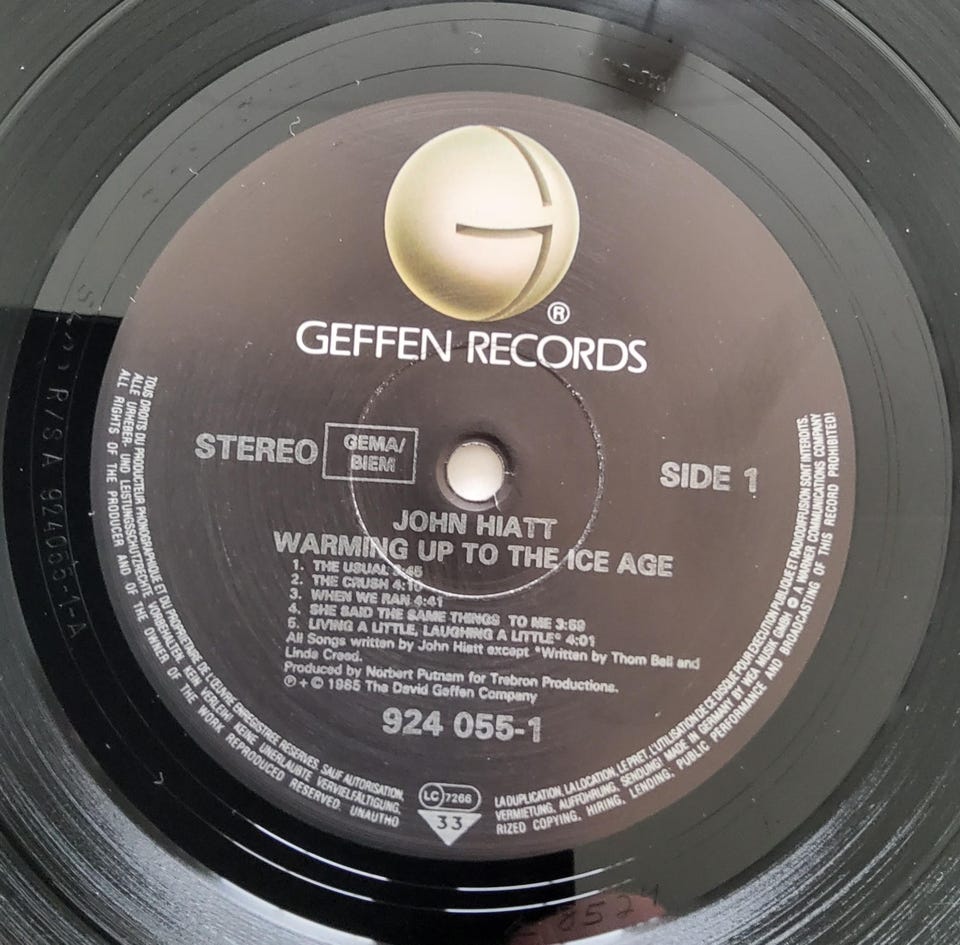 ®
GEFFEN RECORDS
STEREO
GEMA/
BIEM
SIDE 1
JOHN HIATT
WARMING UP TO THE ICE AGE
1. THE USUAL
2. THE CRUSH
3. WHEN WE RAN 4:41
4. SHE SAID THE SAME THINGS TO ME 3:59
5. LIVING A LITTLE, LAUGHING A LITTLE* 4:01
All Songs written by John Hiatt except *Written by Thom Bell and
Linda Creed.
Produced by Norbert Putnam for Trebron Productions.
℗ + © 1985 The David Geffen Company
924 055-1
LC 7266
33
TOUS DROITS DU PRODUCTEUR PHONOGRAPHIQUE ET DU PROPRIETAIRE DE L'ŒUVRE ENREGISTREE RESERVES. SAUF AUTORISATION,
LA DUPLICATION, LA LOCATION, LE PRET, L'UTILISATION DE CE DISQUE POUR EXECUTION PUBLIQUE ET RADIODIFFUSION SONT INTERDITS.
ALLE URHEBER- UND LEISTUNGSSCHUTZRECHTE VORBEHALTEN. KEIN VERLEIH! KEINE UNERLAUBTE VERVIELFÄLTIGUNG,
VERMIETUNG, AUFFÜHRUNG, SENDUNG! MADE IN GERMANY BY WEA MUSIK GMBH A WARNER COMMUNICATIONS COMPANY
ALL RIGHTS OF THE PRODUCER AND OF THE OWNER OF THE WORK REPRODUCED RESERVED. UNAUTHO
RIZED COPYING, HIRING, LENDING, PUBLIC PERFORMANCE AND BROADCASTING OF THIS RECORD PROHIBITED!
R/SA 924055-1-A